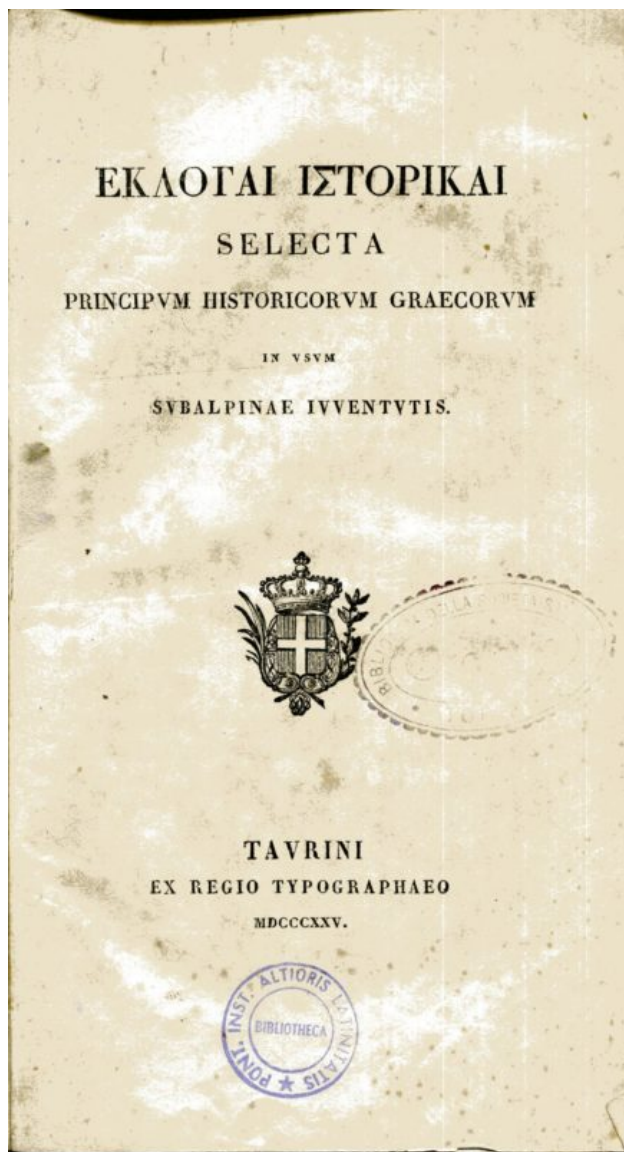 ΕΚΛΟΓΑΙ ΙΣΤΟΡΙΚΑΙ
SELECTA
PRINCIPVM HISTORICORVM GRAECORVM
IN VSVM
SVBALPINAE IVVENTVTIS.
TAVRINI
EX REGIO TYPOGRAPHAEO
MDCCCXXV.
PONT. INST. ALTIORIS LATINITATIS
BIBLIOTHECA